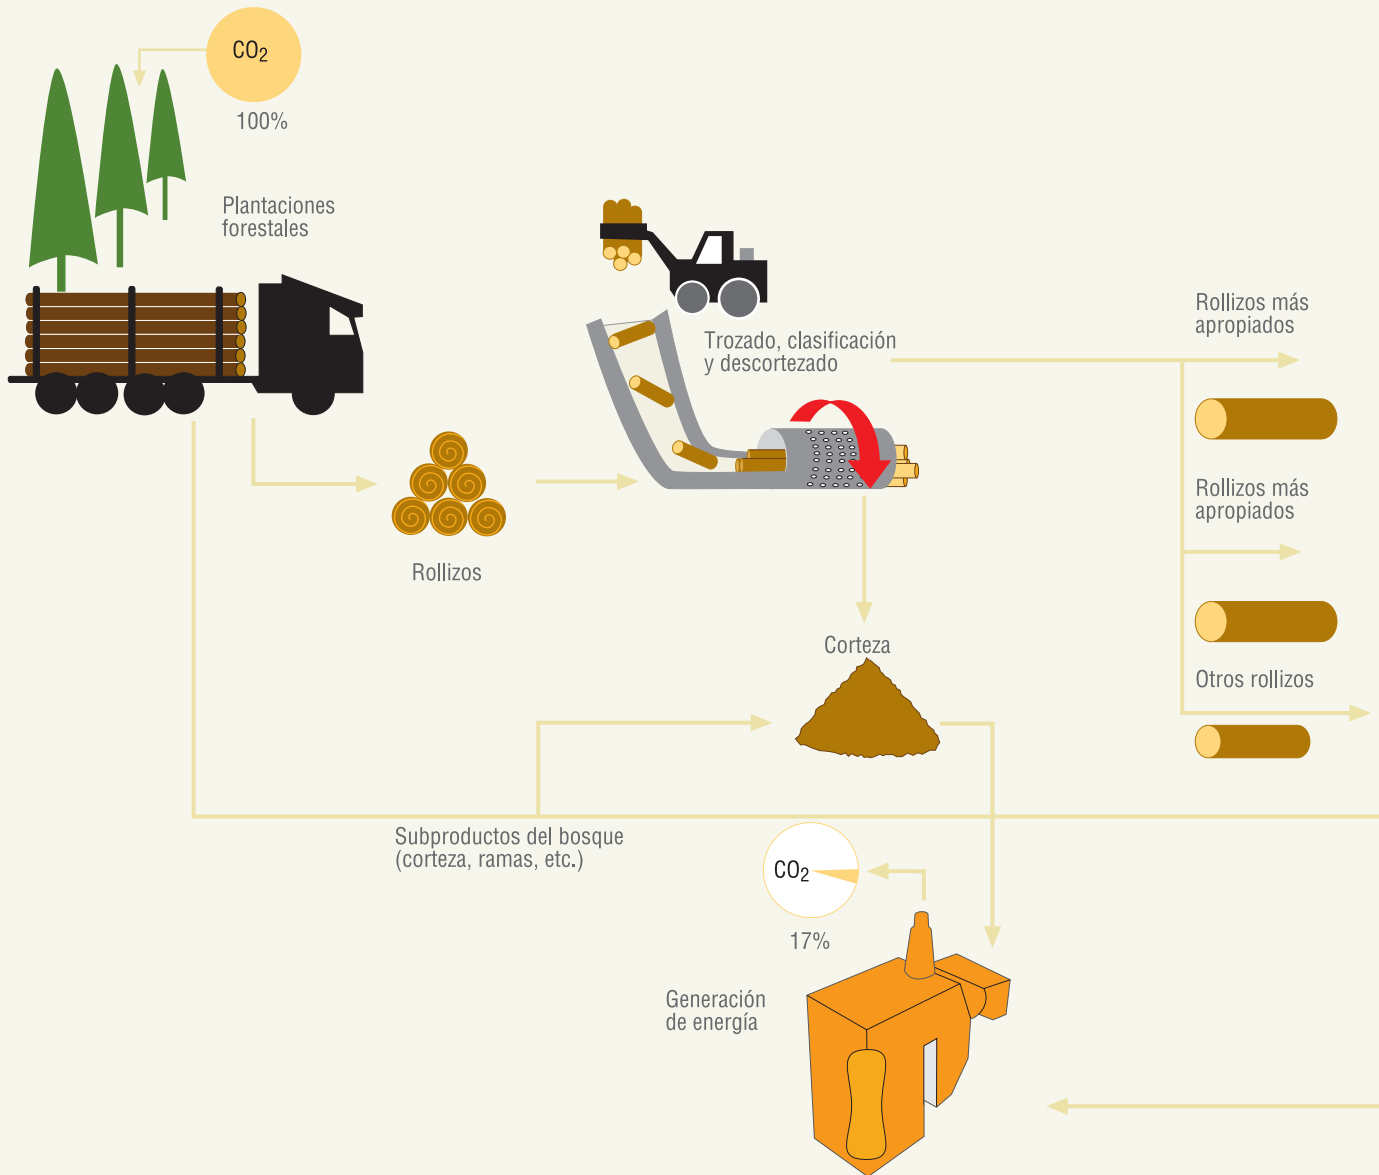 CO2
100%
Plantaciones
forestales
Trozado, clasificación
y descortezado
Rollizos más
apropiados
Rollizos más
apropiados
Rollizos
Corteza
Otros rollizos
Subproductos del bosque
(corteza, ramas, etc.)
CO2
17%
Generación
de energía